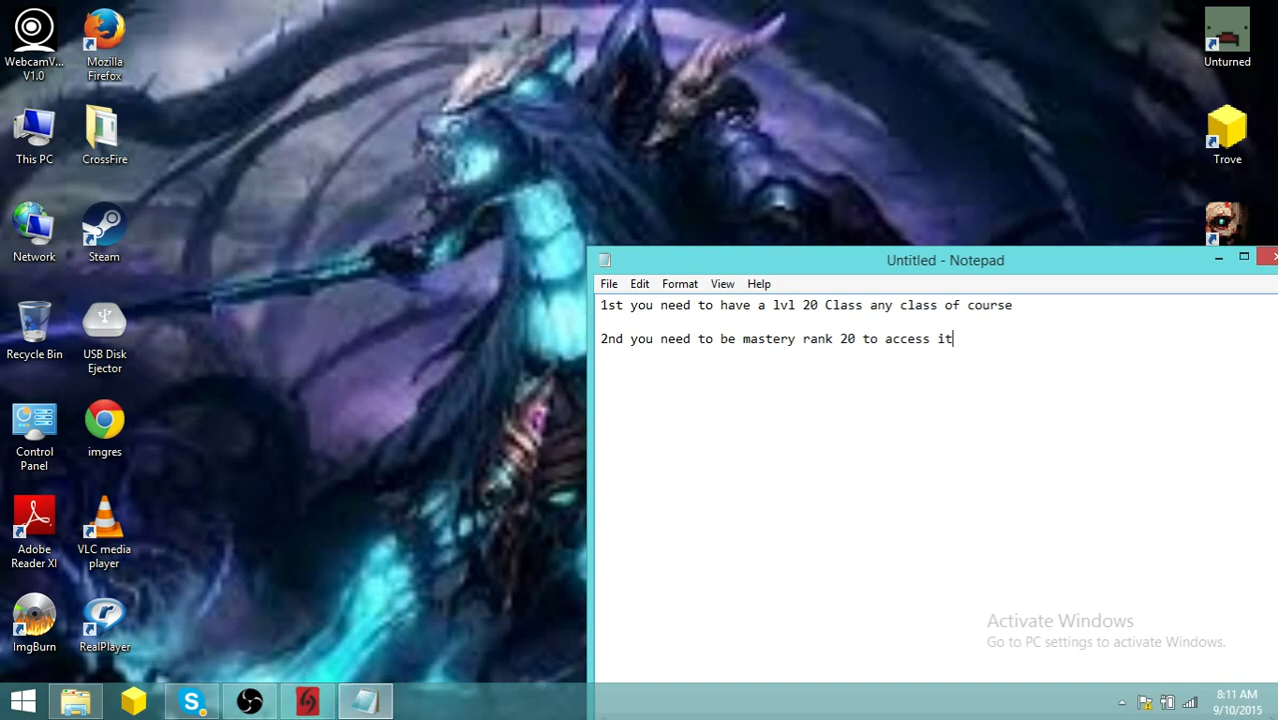 WebcamV...
V1.0
Mozilla
Firefox
This PC
CrossFire
Network
Steam
Recycle Bin
USB Disk
Ejector
Control
Panel
imgres
Adobe
Reader XI
VLC media
player
ImgBurn
RealPlayer
Unturned
Trove
Untitled - Notepad
File Edit Format View Help
1st you need to have a lvl 20 Class any class of course
2nd you need to be mastery rank 20 to access it
Activate Windows
Go to PC settings to activate Windows.
8:11 AM
9/10/2015